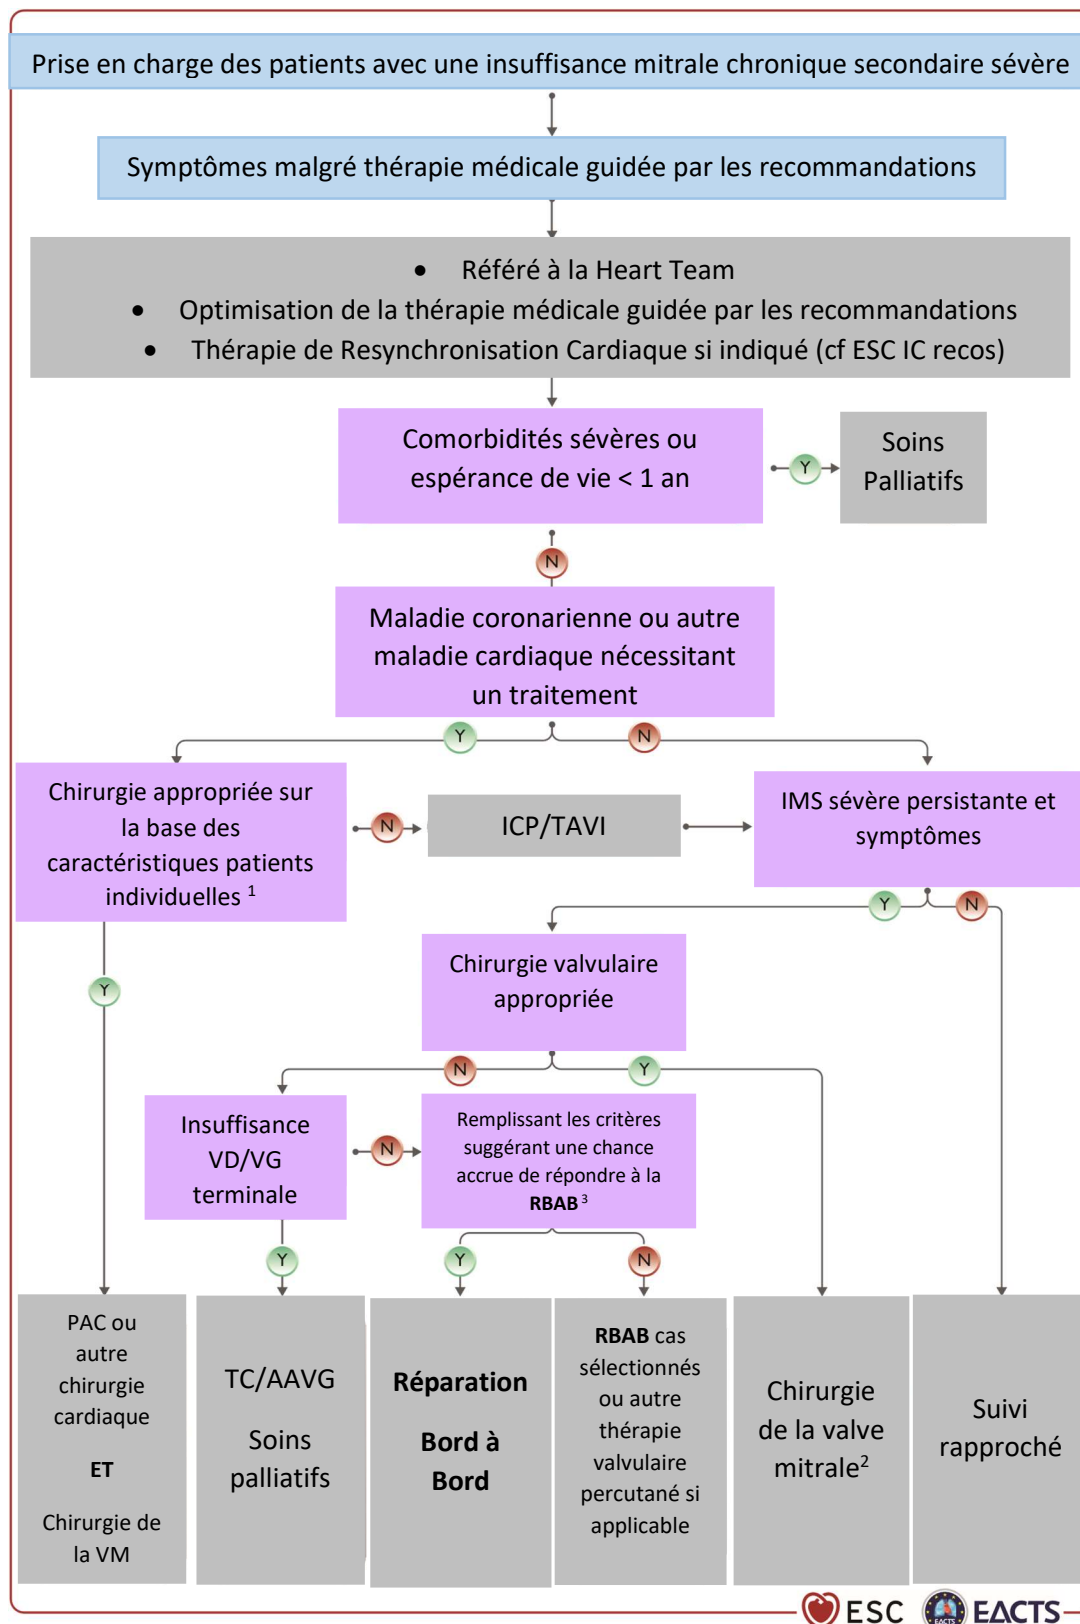 Prise en charge des patients avec une insuffisance mitrale chronique secondaire sévère
Symptômes malgré thérapie médicale guidée par les recommandations
• Référé à la Heart Team
• Optimisation de la thérapie médicale guidée par les recommandations
• Thérapie de Resynchronisation Cardiaque si indiqué (cf ESC IC recos)
Comorbidités sévères ou
espérance de vie < 1 an
Y
Soins
Palliatifs
N
Maladie coronarienne ou autre
maladie cardiaque nécessitant
un traitement
Y
N
Chirurgie appropriée sur
la base des
caractéristiques patients
individuelles ¹
N
ICP/TAVI
IMS sévère persistante et
symptômes
Y
N
Y
Chirurgie valvulaire
appropriée
N
Y
Insuffisance
VD/VG
terminale
N
Remplissant les critères
suggérant une chance
accrue de répondre à la
RBAB ³
Y
Y
N
PAC ou
autre
chirurgie
cardiaque
ET
Chirurgie de
la VM
TC/AAVG
Soins
palliatifs
Réparation
Bord à
Bord
RBAB cas
sélectionnés
ou autre
thérapie
valvulaire
percutané si
applicable
Chirurgie
de la valve
mitrale²
Suivi
rapproché
ESC
EACTS
EACTS